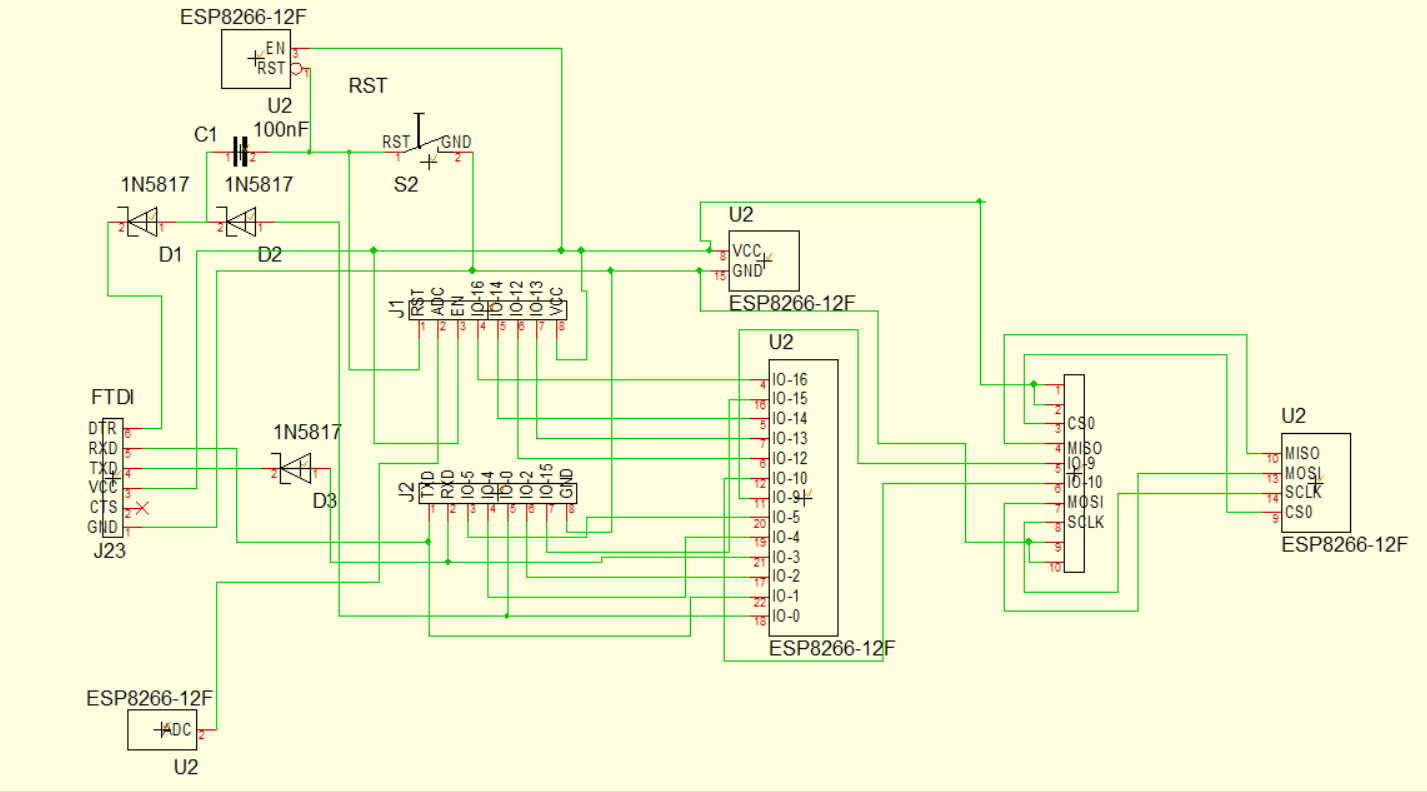 ESP8266-12F
EN
3
RST
1
U2
RST
C1
100nF
1
2
RST
GND
1
2
S2
1N5817
1N5817
2
1
2
1
D1
D2
U2
VCC
8
GND
15
ESP8266-12F
J1
RST
ADC
EN
IO-16
IO-14
IO-12
IO-13
VCC
1
2
3
4
5
6
7
8
FTDI
DTR
6
RXD
5
TXD
4
VCC
3
CTS
2
GND
1
J23
1N5817
2
1
D3
J2
TXD
RXD
IO-5
IO-4
IO-0
IO-2
IO-15
GND
1
2
3
4
5
6
7
8
U2
IO-16
4
IO-15
16
IO-14
5
IO-13
7
IO-12
6
IO-10
12
IO-9
11
IO-5
20
IO-4
19
IO-3
21
IO-2
17
IO-1
22
IO-0
18
ESP8266-12F
1
2
3
CS0
4
MISO
5
IO-9
6
IO-10
7
MOSI
8
SCLK
9
10
U2
MISO
10
MOSI
13
SCLK
14
CS0
9
ESP8266-12F
ESP8266-12F
ADC
2
U2